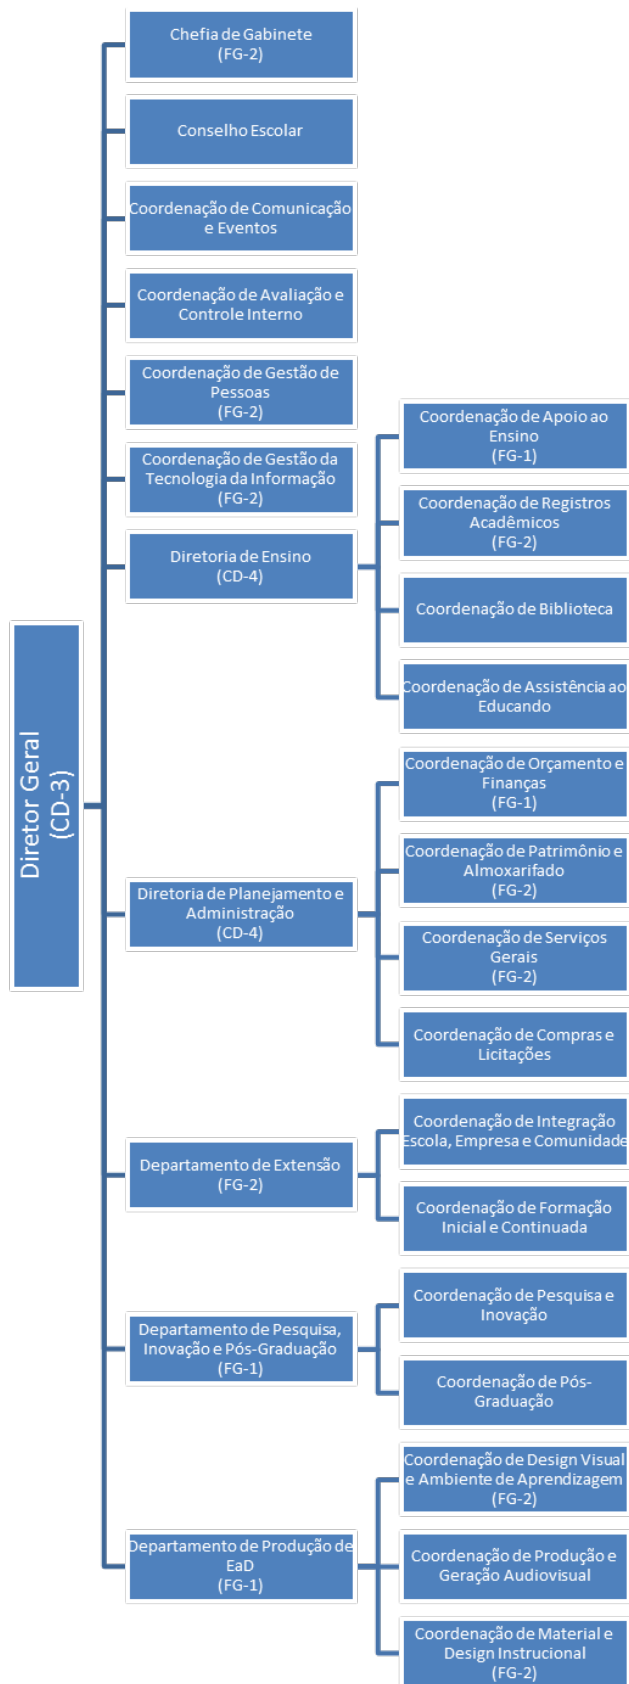 Diretor Geral
(CD-3)
Chefia de Gabinete
(FG-2)
Conselho Escolar
Coordenação de Comunicação
e Eventos
Coordenação de Avaliação e
Controle Interno
Coordenação de Gestão de
Pessoas
(FG-2)
Coordenação de Gestão da
Tecnologia da Informação
(FG-2)
Diretoria de Ensino
(CD-4)
Coordenação de Apoio ao
Ensino
(FG-1)
Coordenação de Registros
Acadêmicos
(FG-2)
Coordenação de Biblioteca
Coordenação de Assistência ao
Educando
Diretoria de Planejamento e
Administração
(CD-4)
Coordenação de Orçamento e
Finanças
(FG-1)
Coordenação de Patrimônio e
Almoxarifado
(FG-2)
Coordenação de Serviços
Gerais
(FG-2)
Coordenação de Compras e
Licitações
Departamento de Extensão
(FG-2)
Coordenação de Integração
Escola, Empresa e Comunidade
Coordenação de Formação
Inicial e Continuada
Departamento de Pesquisa,
Inovação e Pós-Graduação
(FG-1)
Coordenação de Pesquisa e
Inovação
Coordenação de Pós-
Graduação
Departamento de Produção de
EaD
(FG-1)
Coordenação de Design Visual
e Ambiente de Aprendizagem
(FG-2)
Coordenação de Produção e
Geração Audiovisual
Coordenação de Material e
Design Instrucional
(FG-2)